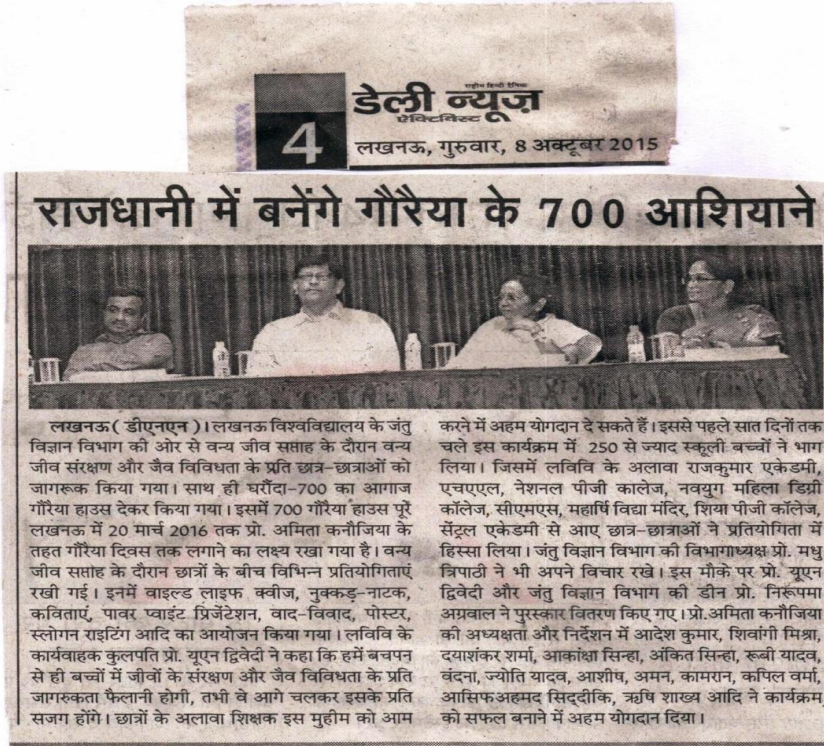 राष्ट्रीय हिन्दी दैनिक
डेली न्यूज़
ऐक्टिविस्ट
4
लखनऊ, गुरुवार, 8 अक्टूबर 2015
राजधानी में बनेंगे गौरैया के 700 आशियाने
लखनऊ( डीएनएन )। लखनऊ विश्वविद्यालय के जंतु
विज्ञान विभाग की ओर से वन्य जीव सप्ताह के दौरान वन्य
जीव संरक्षण और जैव विविधता के प्रति छात्र-छात्राओं को
जागरूक किया गया। साथ ही घरौंदा-700 का आगाज
गौरैया हाउस देकर किया गया। इसमें 700 गौरैया हाउस पूरे
लखनऊ में 20 मार्च 2016 तक प्रो. अमिता कनौजिया के
तहत गौरैया दिवस तक लगाने का लक्ष्य रखा गया है। वन्य
जीव सप्ताह के दौरान छात्रों के बीच विभिन्न प्रतियोगिताएं
रखी गई। इनमें वाइल्ड लाइफ क्वीज, नुक्कड़-नाटक,
कविताएं, पावर प्वाइंट प्रिजेंटेशन, वाद-विवाद, पोस्टर,
स्लोगन राइटिंग आदि का आयोजन किया गया। लविवि के
कार्यवाहक कुलपति प्रो. यूएन द्विवेदी ने कहा कि हमें बचपन
से ही बच्चों में जीवों के संरक्षण और जैव विविधता के प्रति
जागरुकता फैलानी होगी, तभी वे आगे चलकर इसके प्रति
सजग होंगे। छात्रों के अलावा शिक्षक इस मुहीम को आम
करने में अहम योगदान दे सकते हैं। इससे पहले सात दिनों तक
चले इस कार्यक्रम में 250 से ज्याद स्कूली बच्चों ने भाग
लिया। जिसमें लविवि के अलावा राजकुमार एकेडमी,
एचएएल, नेशनल पीजी कालेज, नवयुग महिला डिग्री
कॉलेज, सीएमएस, महार्षि विद्या मंदिर, शिया पीजी कॉलेज,
सेंट्रल एकेडमी से आए छात्र-छात्राओं ने प्रतियोगिता में
हिस्सा लिया। जंतु विज्ञान विभाग की विभागाध्यक्ष प्रो. मधु
त्रिपाठी ने भी अपने विचार रखे। इस मौके पर प्रो. यूएन
द्विवेदी और जंतु विज्ञान विभाग की डीन प्रो. निरूपमा
अग्रवाल ने पुरस्कार वितरण किए गए। प्रो.अमिता कनौजिया
की अध्यक्षता और निर्देशन में आदेश कुमार, शिवांगी मिश्रा,
दयाशंकर शर्मा, आकांक्षा सिन्हा, अंकित सिन्हा, रूबी यादव,
वंदना, ज्योति यादव, आशीष, अमन, कामरान, कपिल वर्मा,
आसिफअहमद सिद्दीकि, ऋषि शाख्य आदि ने कार्यक्रम
को सफल बनाने में अहम योगदान दिया।